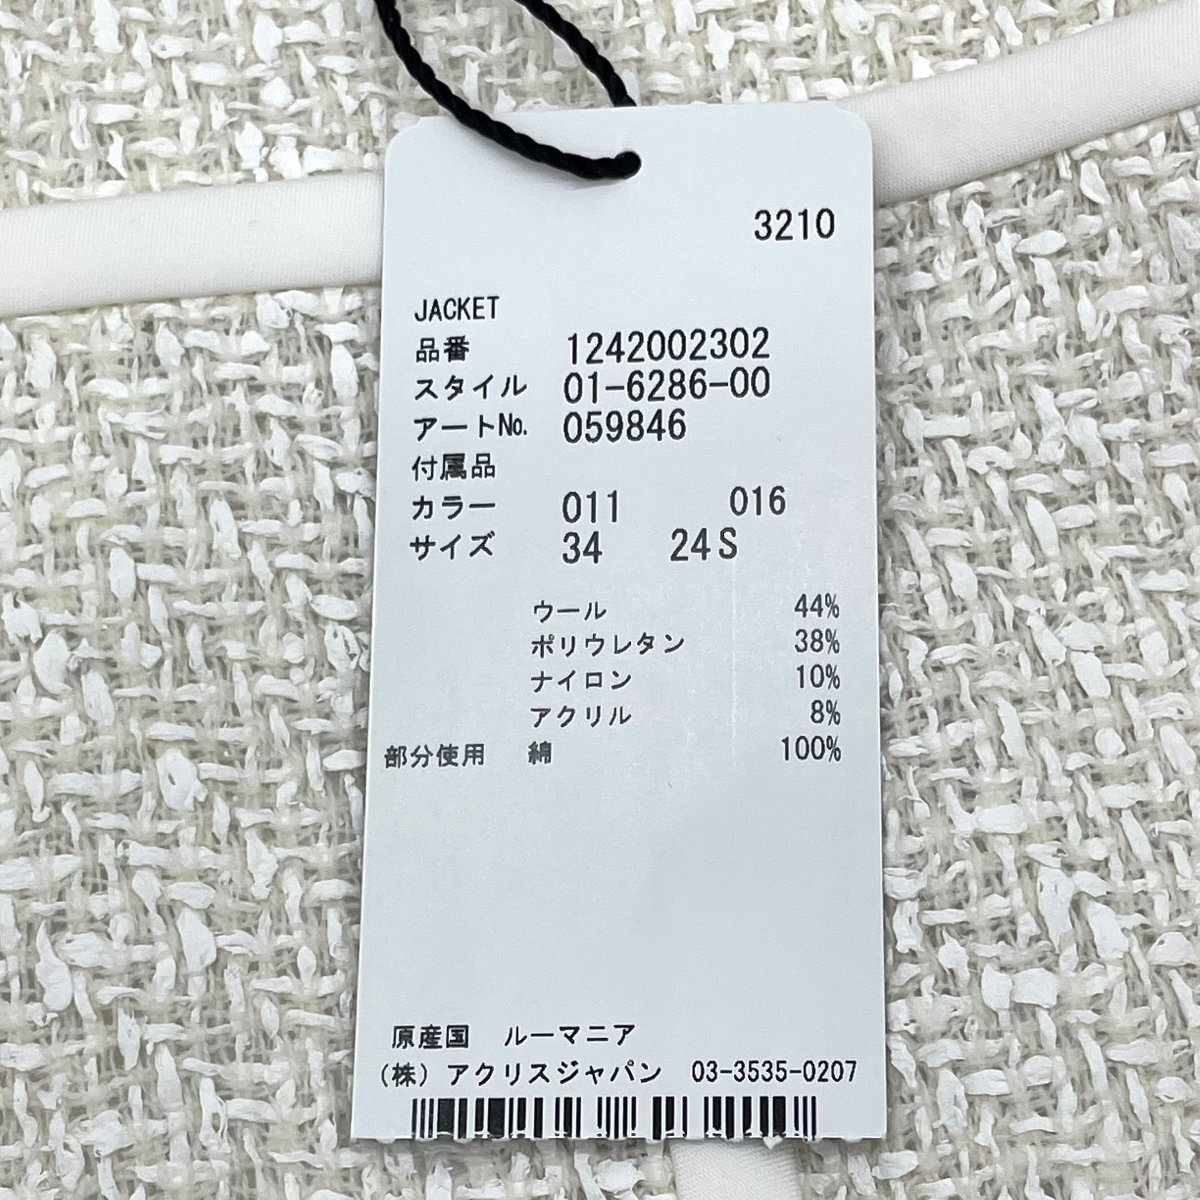 3210
JACKET
品番 1242002302
スタイル 01-6286-00
アートNo. 059846
付属品
カラー 011 016
サイズ 34 24S
ウール 44%
ポリウレタン 38%
ナイロン 10%
アクリル 8%
部分使用 綿 100%
原産国 ルーマニア
(株) アクリスジャパン 03-3535-0207